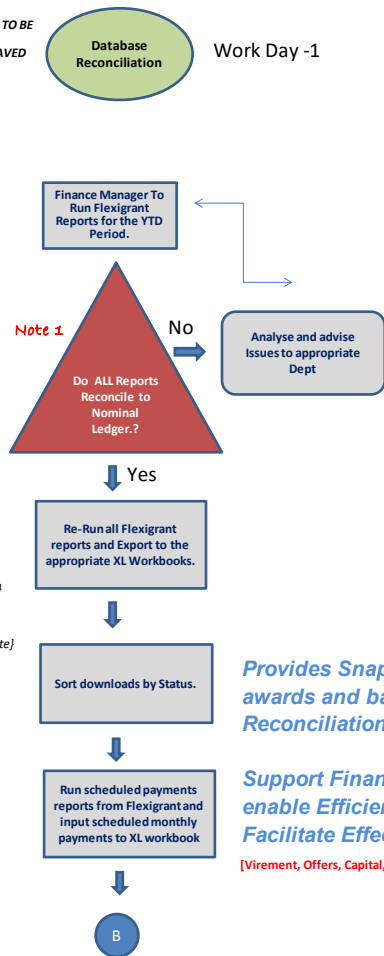 TO BE
AVED
Database
Reconciliation
Work Day -1
Finance Manager To
Run Flexigrant
Reports for the YTD
Period.
Note 1
No
Do ALL Reports
Reconcile to
Nominal
Ledger.?
Analyse and advise
Issues to appropriate
Dept
Yes
Re-Run all Flexigrant
reports and Export to the
appropriate XL Workbooks.
te}
Sort downloads by Status.
Provides Snap
awards and ba
Reconciliation
Run scheduled payments
reports from Flexigrant and
input scheduled monthly
payments to XL workbook
Support Finan
enable Efficien
Facilitate Effe
[Virement, Offers, Capital,
B